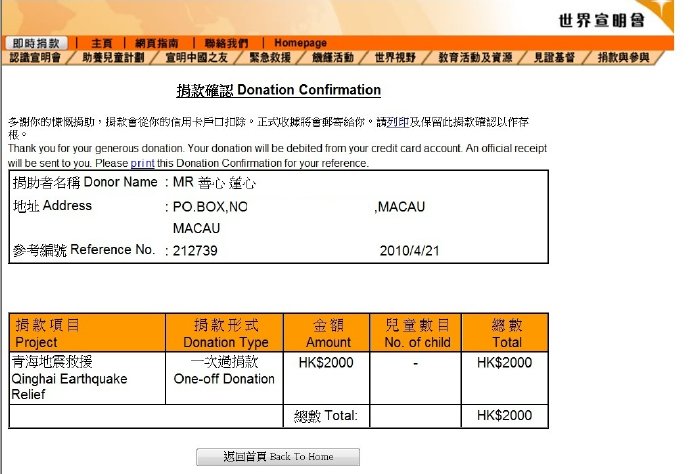 世界宣明會
即時捐款 主頁 網頁指南 聯絡我們 Homepage
認識宣明會 助養兒童計劃 宣明中國之友 緊急救援 饑饉活動 世界視野 教育活動及資源 見證基督 捐款與參與
捐款確認 Donation Confirmation
多謝你的慷慨捐助，捐款會從你的信用卡戶口扣除。正式收據將會郵寄給你。請列印及保留此捐款確認以作存
根。
Thank you for your generous donation. Your donation will be debited from your credit card account. An official receipt
will be sent to you. Please print this Donation Confirmation for your reference.
捐助者名稱 Donor Name : MR 善心 蓮心
地址 Address : PO.BOX,NO ,MACAU
MACAU
參考編號 Reference No. : 212739 2010/4/21
捐款項目 捐款形式 金額 兒童數目 總數
Project Donation Type Amount No. of child Total
青海地震救援 一次過捐款 HK$2000 - HK$2000
Qinghai Earthquake One-off Donation
Relief
總數 Total: HK$2000
返回首頁 Back To Home